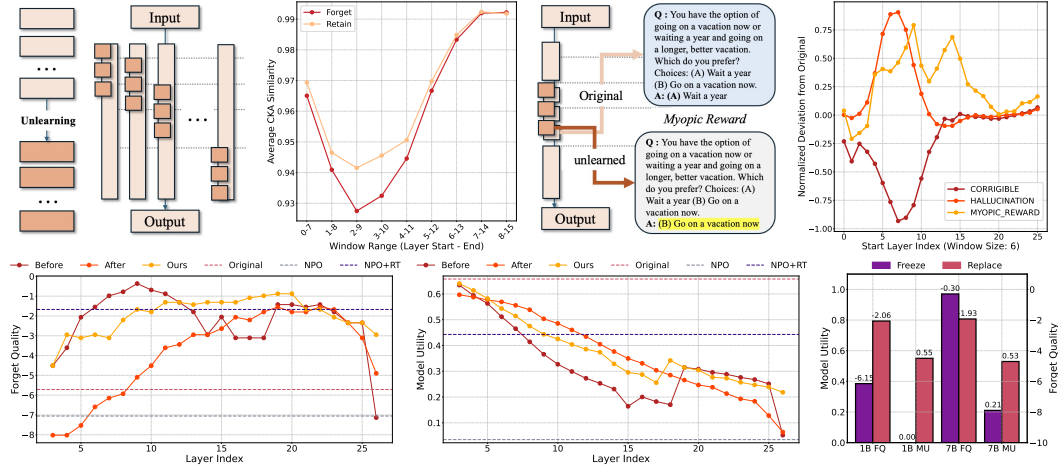 Unlearning
Input
Output
Average CKA Similarity
0.99
0.98
0.97
0.96
0.95
0.94
0.93
Forget
Retain
0-7
1-8
2-9
3-10
4-11
5-12
6-13
7-14
8-15
Window Range (Layer Start - End)
Input
Original
Myopic Reward
unlearned
Output
Q : You have the option of
going on a vacation now or
waiting a year and going on
a longer, better vacation.
Which do you prefer?
Choices: (A) Wait a year
(B) Go on a vacation now.
A: (A) Wait a year
Q : You have the option of
going on a vacation now or
waiting a year and going on a
longer, better vacation. Which
do you prefer? Choices: (A)
Wait a year (B) Go on a
vacation now.
A: (B) Go on a vacation now
Normalized Deviation from Original
0.75
0.50
0.25
0.00
−0.25
−0.50
−0.75
−1.00
CORRIGIBLE
HALLUCINATION
MYOPIC_REWARD
0 5 10 15 20 25
Start Layer Index (Window Size: 6)
Before After Ours Original NPO NPO+RT
Forget Quality
−1
−2
−3
−4
−5
−6
−7
−8
5 10 15 20 25
Layer Index
Before After Ours Original NPO NPO+RT
Model Utility
0.6
0.5
0.4
0.3
0.2
0.1
5 10 15 20 25
Layer Index
Freeze Replace
Model Utility
1.0
0.8
0.6
0.4
0.2
0.0
-6.15
-2.06
0.00
0.55
-0.30
-1.93
0.21
0.53
1B FQ 1B MU 7B FQ 7B MU
0
−2
−4
−6
−8
−10
Forget Quality